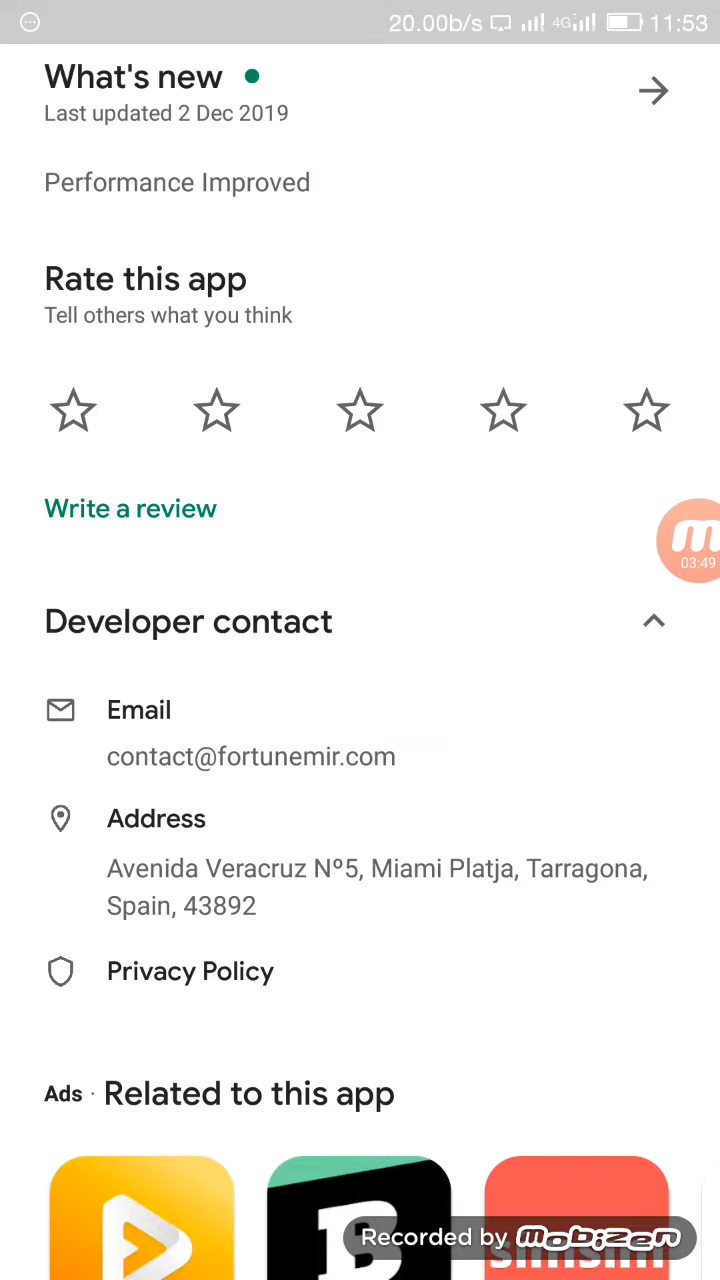 20.00b/s 4G 11:53
What's new
Last updated 2 Dec 2019
Performance Improved
Rate this app
Tell others what you think
Write a review
m
03:49
Developer contact
Email
contact@fortunemir.com
Address
Avenida Veracruz Nº5, Miami Platja, Tarragona,
Spain, 43892
Privacy Policy
Ads · Related to this app
B
Recorded by mobizen
simsimi